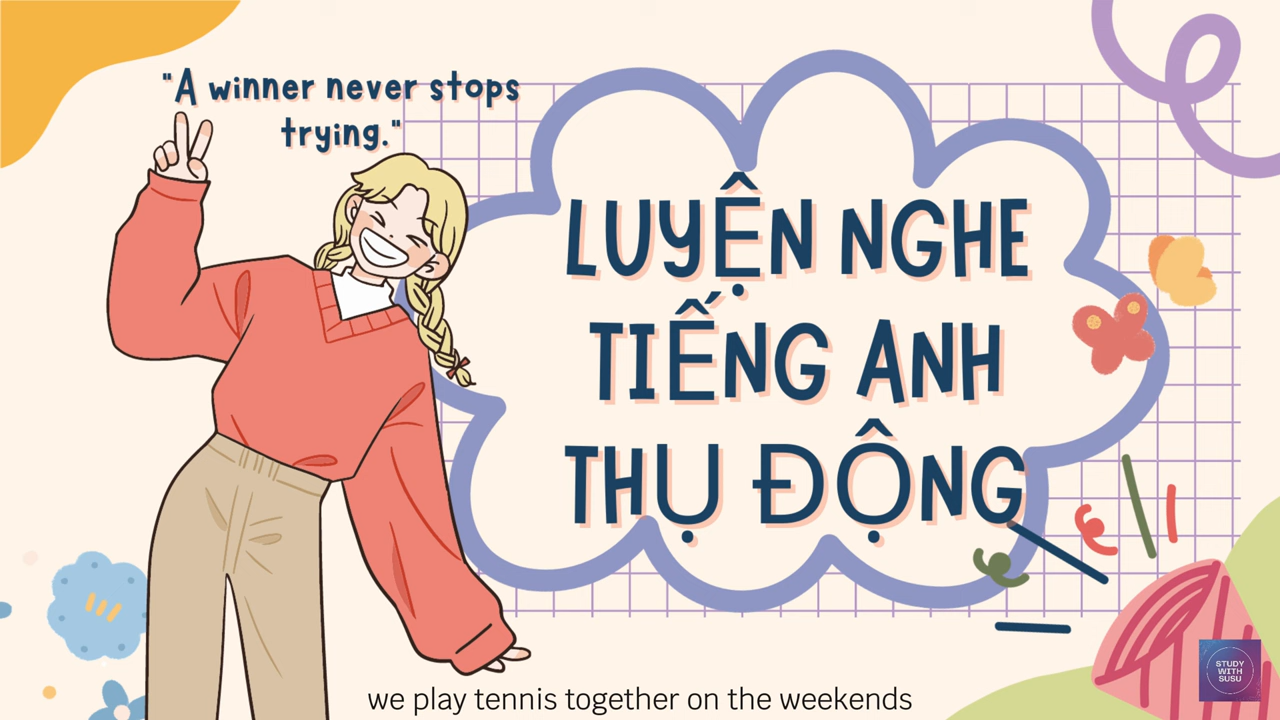 "A winner never stops
trying."
LUYỆN NGHE
TIẾNG ANH
THỤ ĐỘNG
STUDY
WITH
SUSU
we play tennis together on the weekends